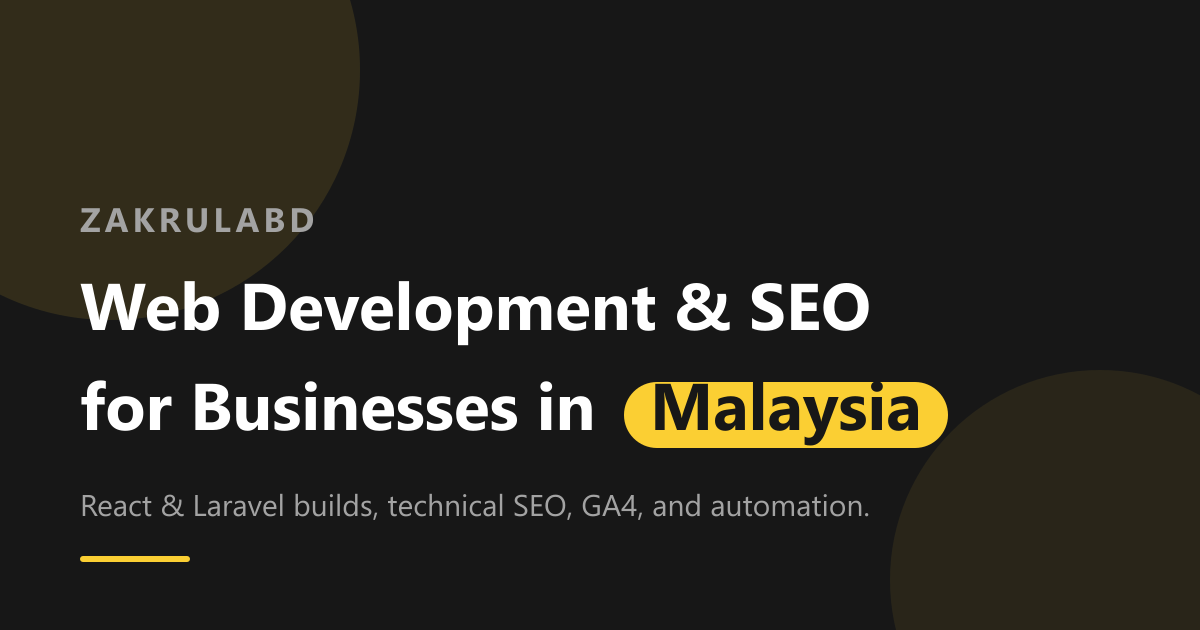 ZAKRULABD
Web Development & SEO
for Businesses in Malaysia
React & Laravel builds, technical SEO, GA4, and automation.